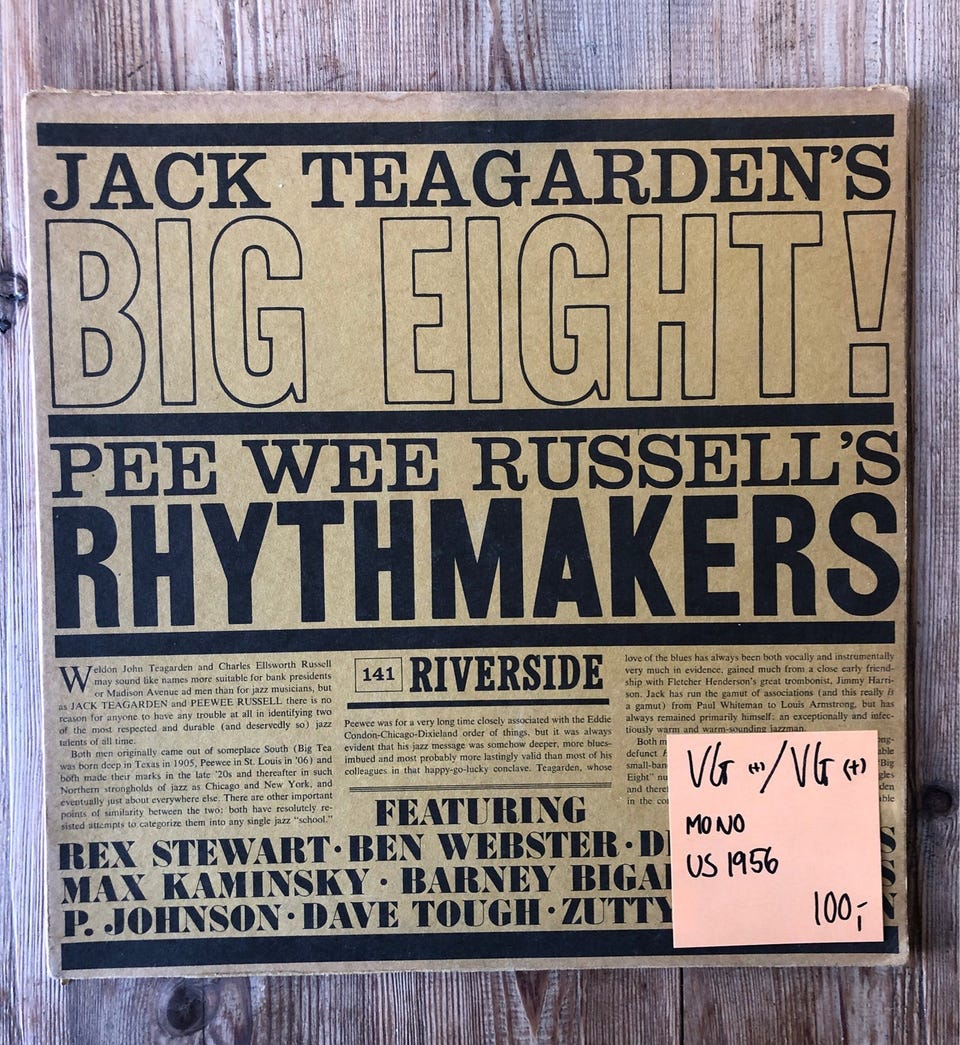 JACK TEAGARDEN'S
BIG EIGHT!
PEE WEE RUSSELL'S
RHYTHMAKERS
Weldon John Teagarden and Charles Ellsworth Russell
may sound like names more suitable for bank presidents
or Madison Avenue ad men than for jazz musicians, but
as JACK TEAGARDEN and PEEWEE RUSSELL there is no
reason for anyone to have any trouble at all in identifying two
of the most respected and durable (and deservedly so) jazz
talents of all time.
Both men originally came out of someplace South (Big Tea
was born deep in Texas in 1905, Peewee in St. Louis in '06) and
both made their marks in the late '20s and thereafter in such
Northern strongholds of jazz as Chicago and New York, and
eventually just about everywhere else. There are other important
points of similarity between the two: both have resolutely re-
sisted attempts to categorize them into any single jazz "school."
141 RIVERSIDE
Peewee was for a very long time closely associated with the Eddie
Condon-Chicago-Dixieland order of things, but it was always
evident that his jazz message was somehow deeper, more blues-
imbued and most probably more lastingly valid than most of his
colleagues in that happy-go-lucky conclave. Teagarden, whose
love of the blues has always been both vocally and instrumentally
very much in evidence, gained much from a close early friend-
ship with Fletcher Henderson's great trombonist, Jimmy Harri-
son. Jack has run the gamut of associations (and this really is
a gamut) from Paul Whiteman to Louis Armstrong, but has
always remained primarily himself: an exceptionally and infec-
iously warm and warm-sounding jazzman.
Both m
defunct
small-ban
Eight" nu
and theref
in the co
FEATURING
REX STEWART · BEN WEBSTER · D
MAX KAMINSKY · BARNEY BIGA
P. JOHNSON · DAVE TOUGH · ZUTTY
VG (+)/VG (+)
MONO
US 1956
100,-